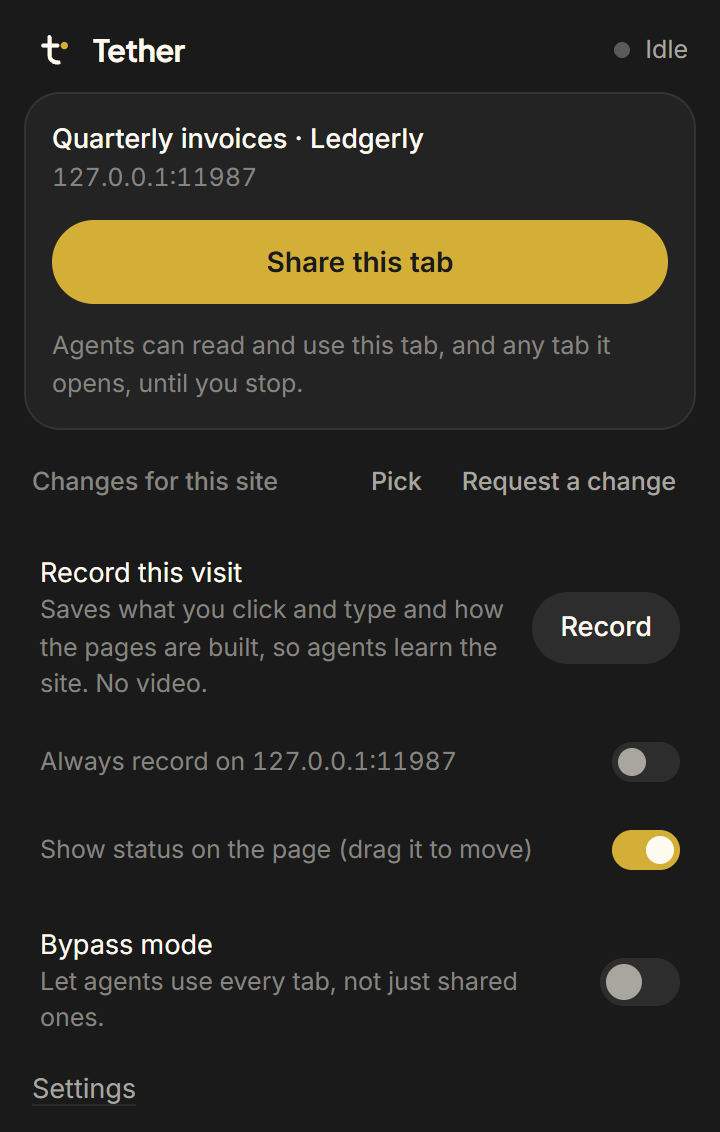 Tether
Idle
Quarterly invoices · Ledgerly
127.0.0.1:11987
Share this tab
Agents can read and use this tab, and any tab it
opens, until you stop.
Changes for this site
Pick
Request a change
Record this visit
Saves what you click and type and how
the pages are built, so agents learn the
site. No video.
Record
Always record on 127.0.0.1:11987
Show status on the page (drag it to move)
Bypass mode
Let agents use every tab, not just shared
ones.
Settings